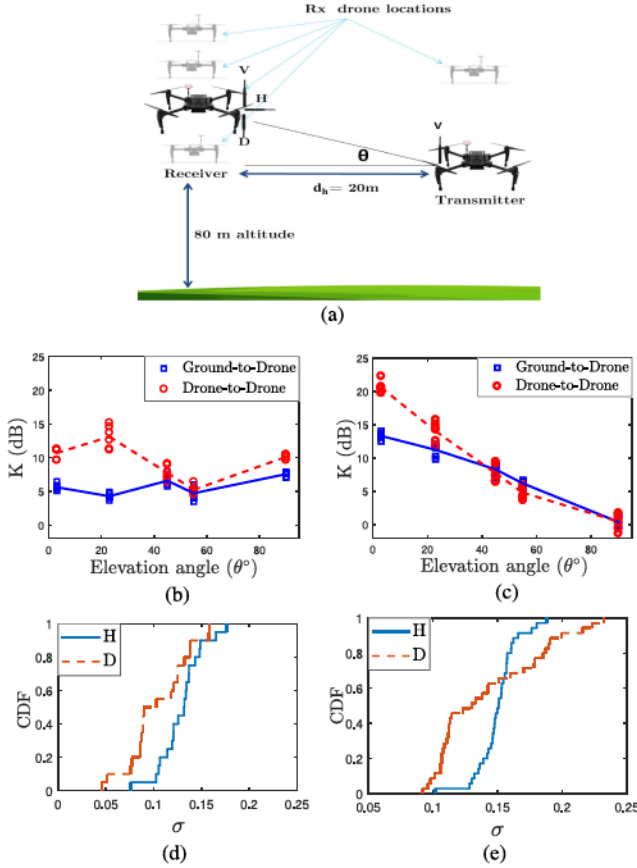 Rx drone locations
V
H
D
V
θ
Receiver
d_h = 20m
Transmitter
80 m altitude
(a)
25
20
15
10
5
0
K (dB)
Ground-to-Drone
Drone-to-Drone
0 20 40 60 80
Elevation angle (θ°)
(b)
25
20
15
10
5
0
K (dB)
Ground-to-Drone
Drone-to-Drone
0 20 40 60 80
Elevation angle (θ°)
(c)
1
0.8
0.6
0.4
0.2
0
CDF
H
D
0 0.05 0.1 0.15 0.2 0.25
σ
(d)
1
0.8
0.6
0.4
0.2
0
CDF
H
D
0.05 0.1 0.15 0.2 0.25
σ
(e)